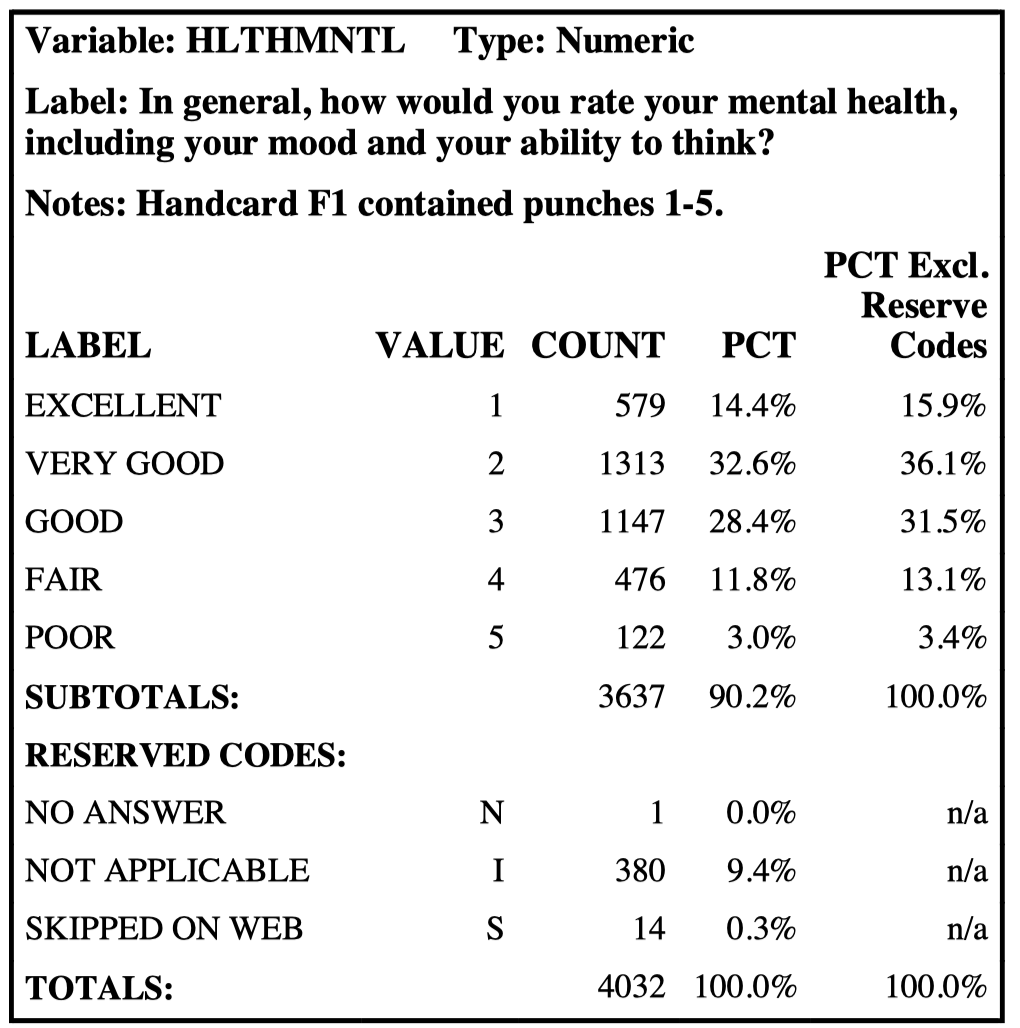 Variable: HLTHMNTL Type: Numeric
Label: In general, how would you rate your mental health,
including your mood and your ability to think?
Notes: Handcard F1 contained punches 1-5.
PCT Excl.
Reserve
LABEL VALUE COUNT PCT Codes
EXCELLENT 1 579 14.4% 15.9%
VERY GOOD 2 1313 32.6% 36.1%
GOOD 3 1147 28.4% 31.5%
FAIR 4 476 11.8% 13.1%
POOR 5 122 3.0% 3.4%
SUBTOTALS: 3637 90.2% 100.0%
RESERVED CODES:
NO ANSWER N 1 0.0% n/a
NOT APPLICABLE I 380 9.4% n/a
SKIPPED ON WEB S 14 0.3% n/a
TOTALS: 4032 100.0% 100.0%